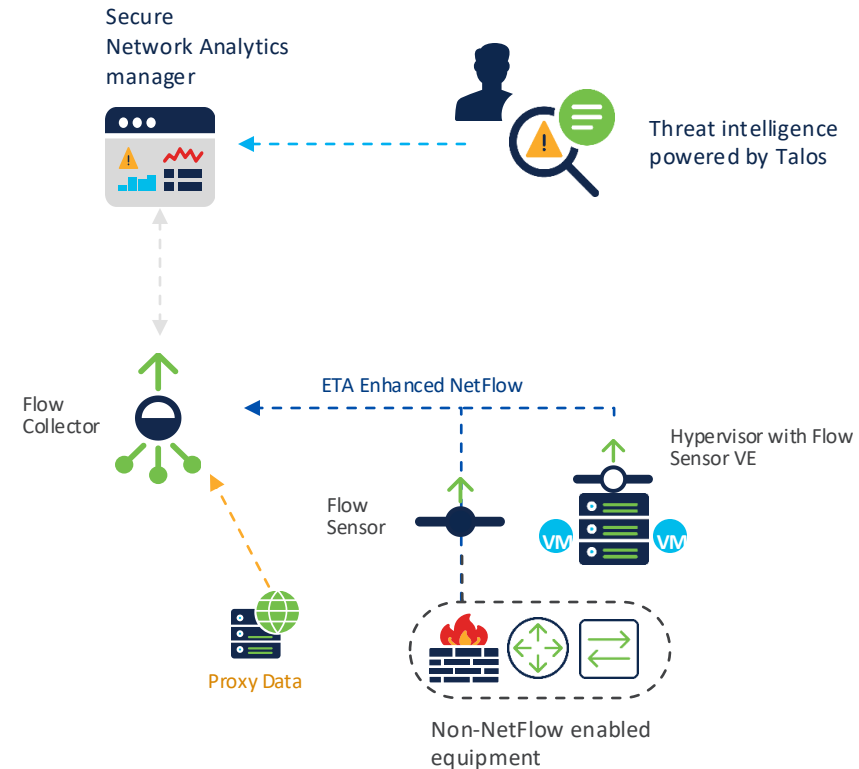 Secure
Network Analytics
manager
Threat intelligence
powered by Talos
ETA Enhanced NetFlow
Flow
Collector
Hypervisor with Flow
Sensor VE
Flow
Sensor
VM
VM
Proxy Data
Non-NetFlow enabled
equipment